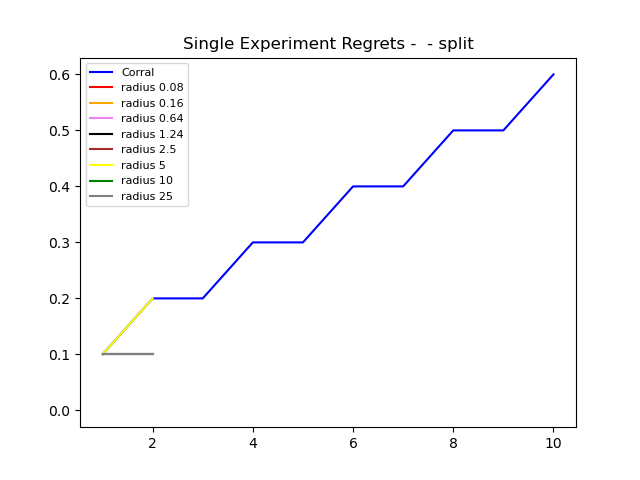 Single Experiment Regrets -  - split
Corral
radius 0.08
radius 0.16
radius 0.64
radius 1.24
radius 2.5
radius 5
radius 10
radius 25
0.6
0.5
0.4
0.3
0.2
0.1
0.0
2 4 6 8 10